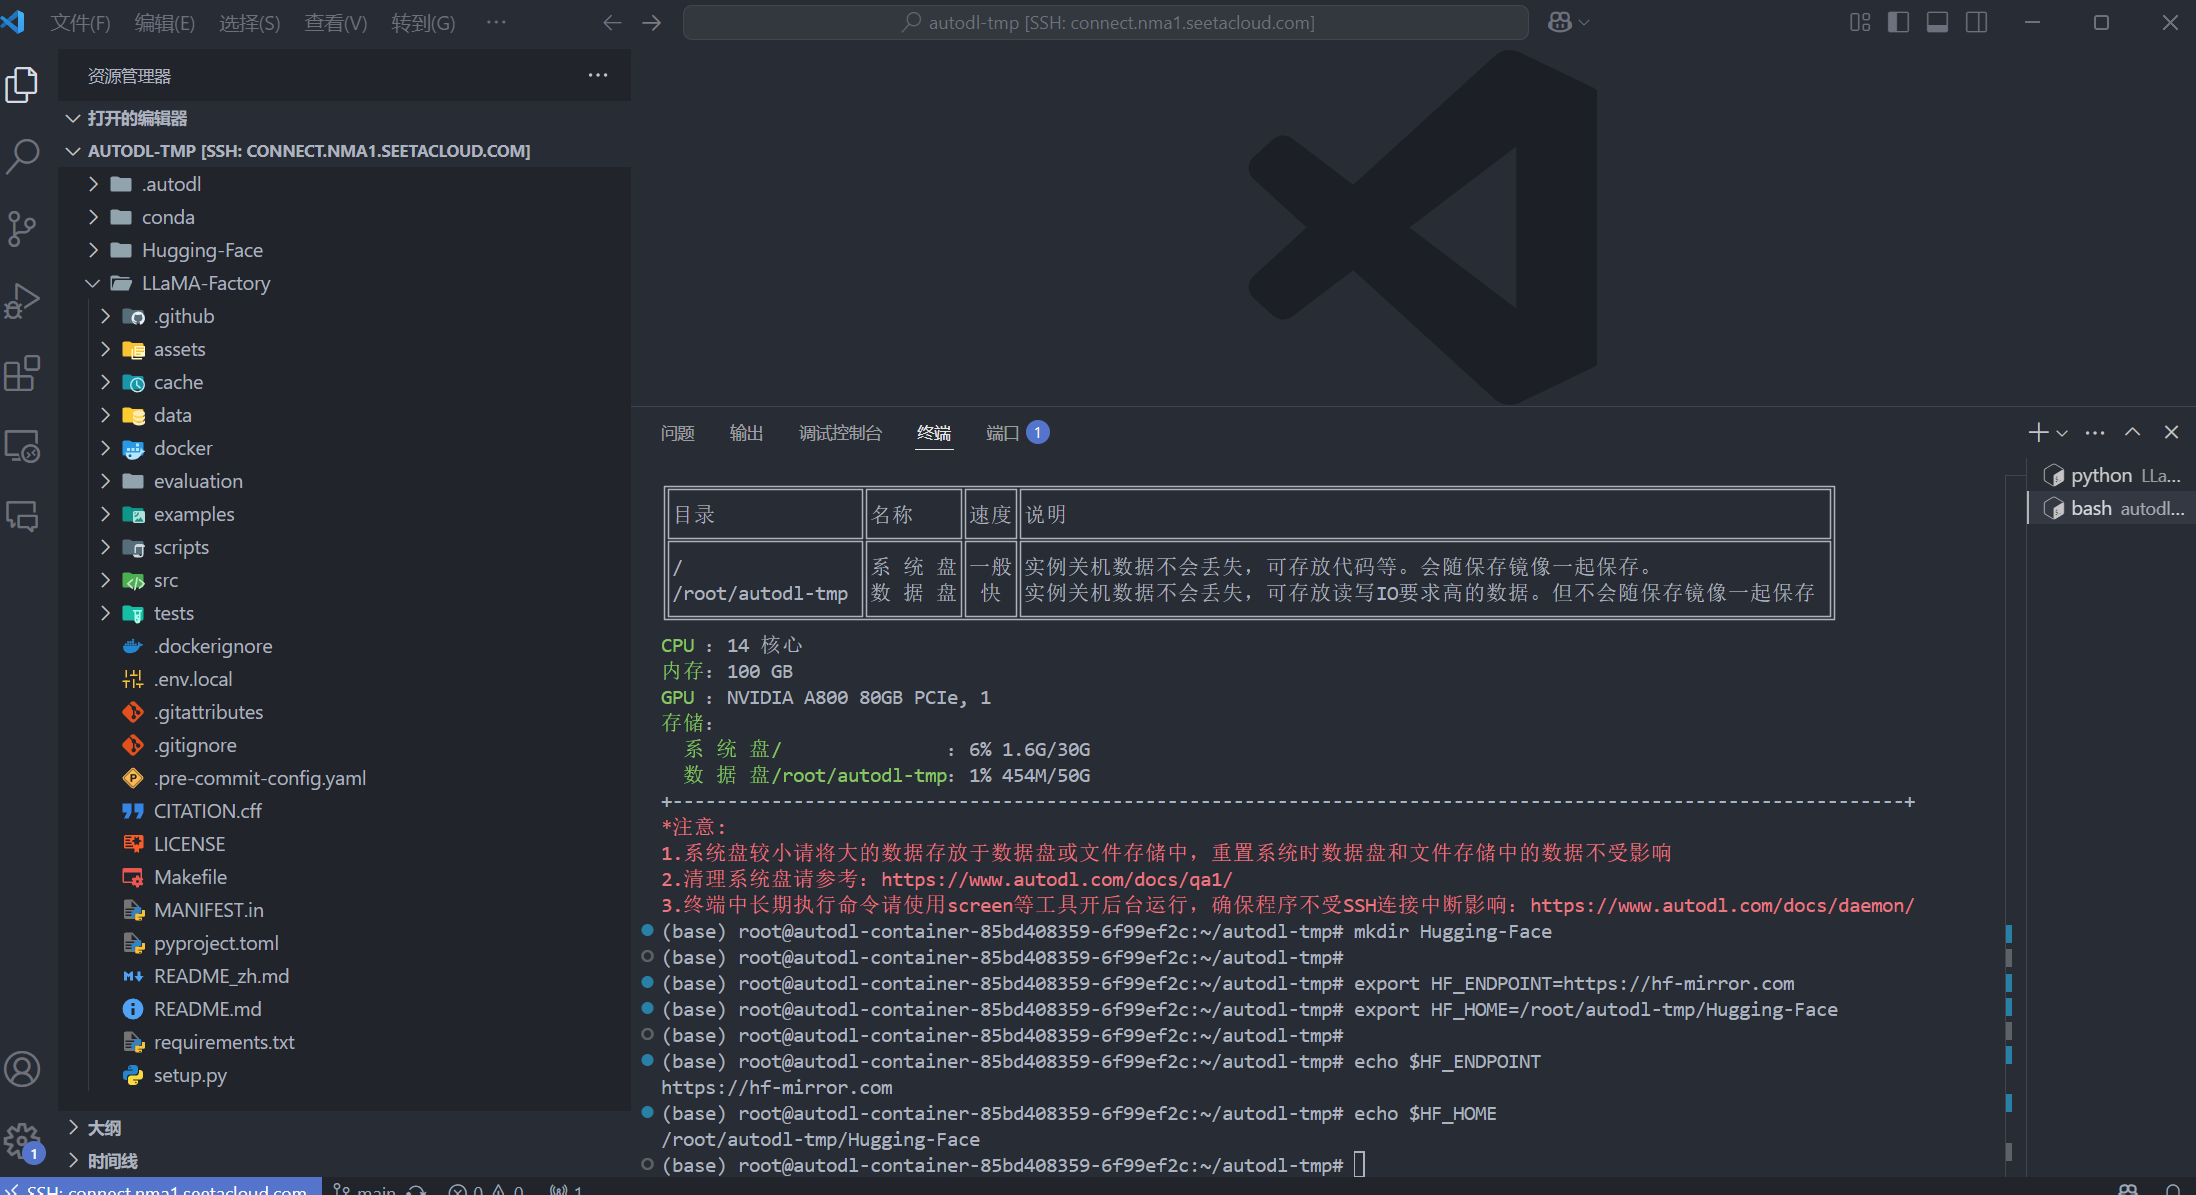 文件(F) 编辑(E) 选择(S) 查看(V) 转到(G) ··· autodl-tmp [SSH: connect.nma1.seetacloud.com]
资源管理器
打开的编辑器
AUTODL-TMP [SSH: CONNECT.NMA1.SEETACLOUD.COM]
.autodl
conda
Hugging-Face
LLaMA-Factory
.github
assets
cache
data
docker
evaluation
examples
scripts
src
tests
.dockerignore
.env.local
.gitattributes
.gitignore
.pre-commit-config.yaml
CITATION.cff
LICENSE
Makefile
MANIFEST.in
pyproject.toml
README_zh.md
README.md
requirements.txt
setup.py
大纲
时间线
1
问题 输出 调试控制台 终端 端口 1
python LLa...
bash autodl...
目录 名称 速度 说明
/ 系 统 盘 一般 实例关机数据不会丢失，可存放代码等。会随保存镜像一起保存。
/root/autodl-tmp 数 据 盘 快 实例关机数据不会丢失，可存放读写IO要求高的数据。但不会随保存镜像一起保存
CPU ：14 核心
内存：100 GB
GPU ：NVIDIA A800 80GB PCIe, 1
存储：
系 统 盘/ ：6% 1.6G/30G
数 据 盘/root/autodl-tmp：1% 454M/50G
+----------------------------------------------------------------------------------------------------------------+
*注意:
1.系统盘较小请将大的数据存放于数据盘或文件存储中，重置系统时数据盘和文件存储中的数据不受影响
2.清理系统盘请参考：https://www.autodl.com/docs/qa1/
3.终端中长期执行命令请使用screen等工具开后台运行，确保程序不受SSH连接中断影响：https://www.autodl.com/docs/daemon/
(base) root@autodl-container-85bd408359-6f99ef2c:~/autodl-tmp# mkdir Hugging-Face
(base) root@autodl-container-85bd408359-6f99ef2c:~/autodl-tmp#
(base) root@autodl-container-85bd408359-6f99ef2c:~/autodl-tmp# export HF_ENDPOINT=https://hf-mirror.com
(base) root@autodl-container-85bd408359-6f99ef2c:~/autodl-tmp# export HF_HOME=/root/autodl-tmp/Hugging-Face
(base) root@autodl-container-85bd408359-6f99ef2c:~/autodl-tmp#
(base) root@autodl-container-85bd408359-6f99ef2c:~/autodl-tmp# echo $HF_ENDPOINT
https://hf-mirror.com
(base) root@autodl-container-85bd408359-6f99ef2c:~/autodl-tmp# echo $HF_HOME
/root/autodl-tmp/Hugging-Face
(base) root@autodl-container-85bd408359-6f99ef2c:~/autodl-tmp#
SSH: connect.nma1.seetacloud.com main 0 0 1